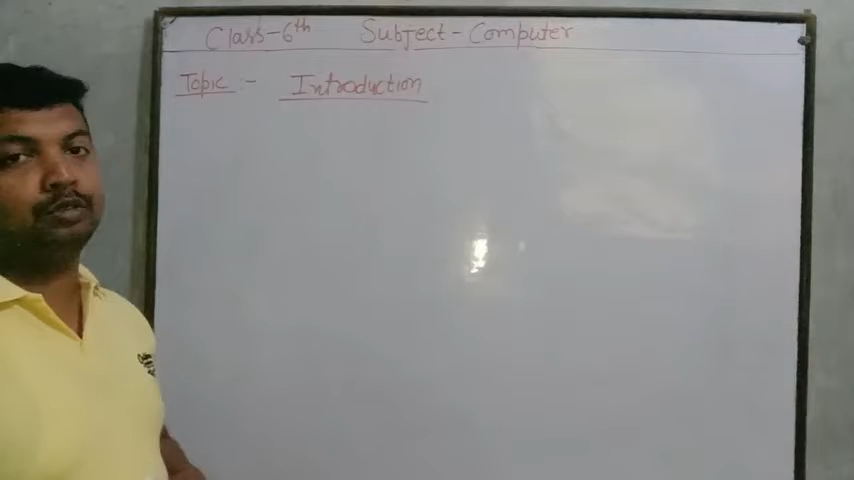 Class-6th Subject-Computer
Topic :- Introduction